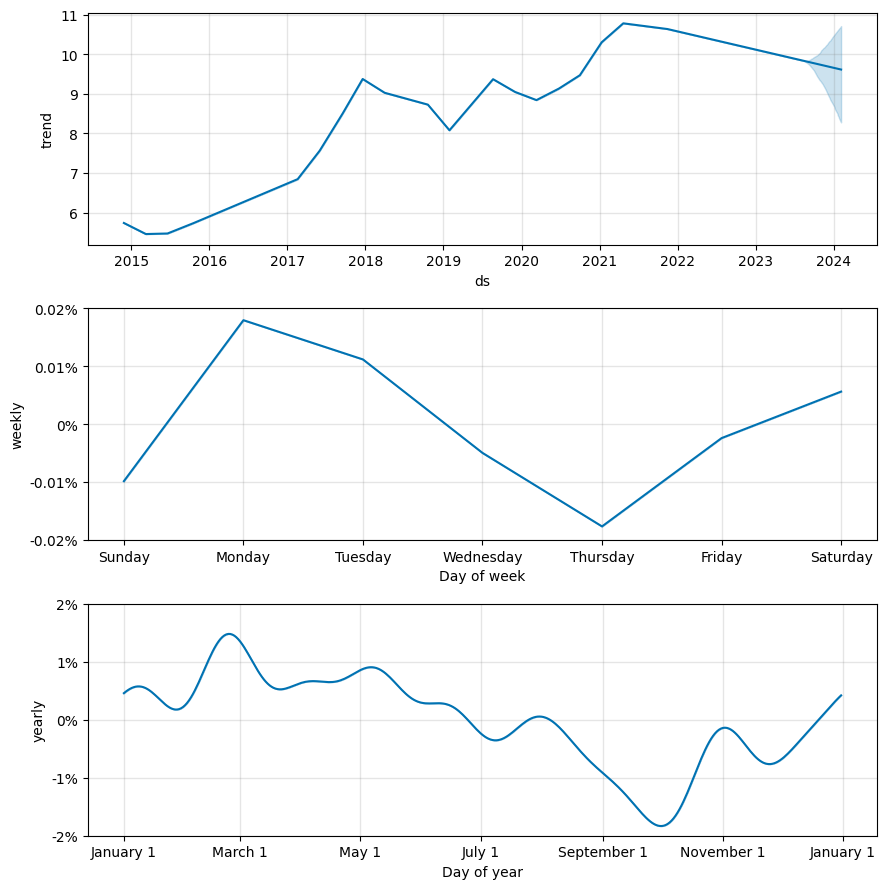 11
10
9
8
7
6
trend
2015 2016 2017 2018 2019 2020 2021 2022 2023 2024
ds
0.02%
0.01%
0%
-0.01%
-0.02%
weekly
Sunday Monday Tuesday Wednesday Thursday Friday Saturday
Day of week
2%
1%
0%
-1%
-2%
yearly
January 1 March 1 May 1 July 1 September 1 November 1 January 1
Day of year